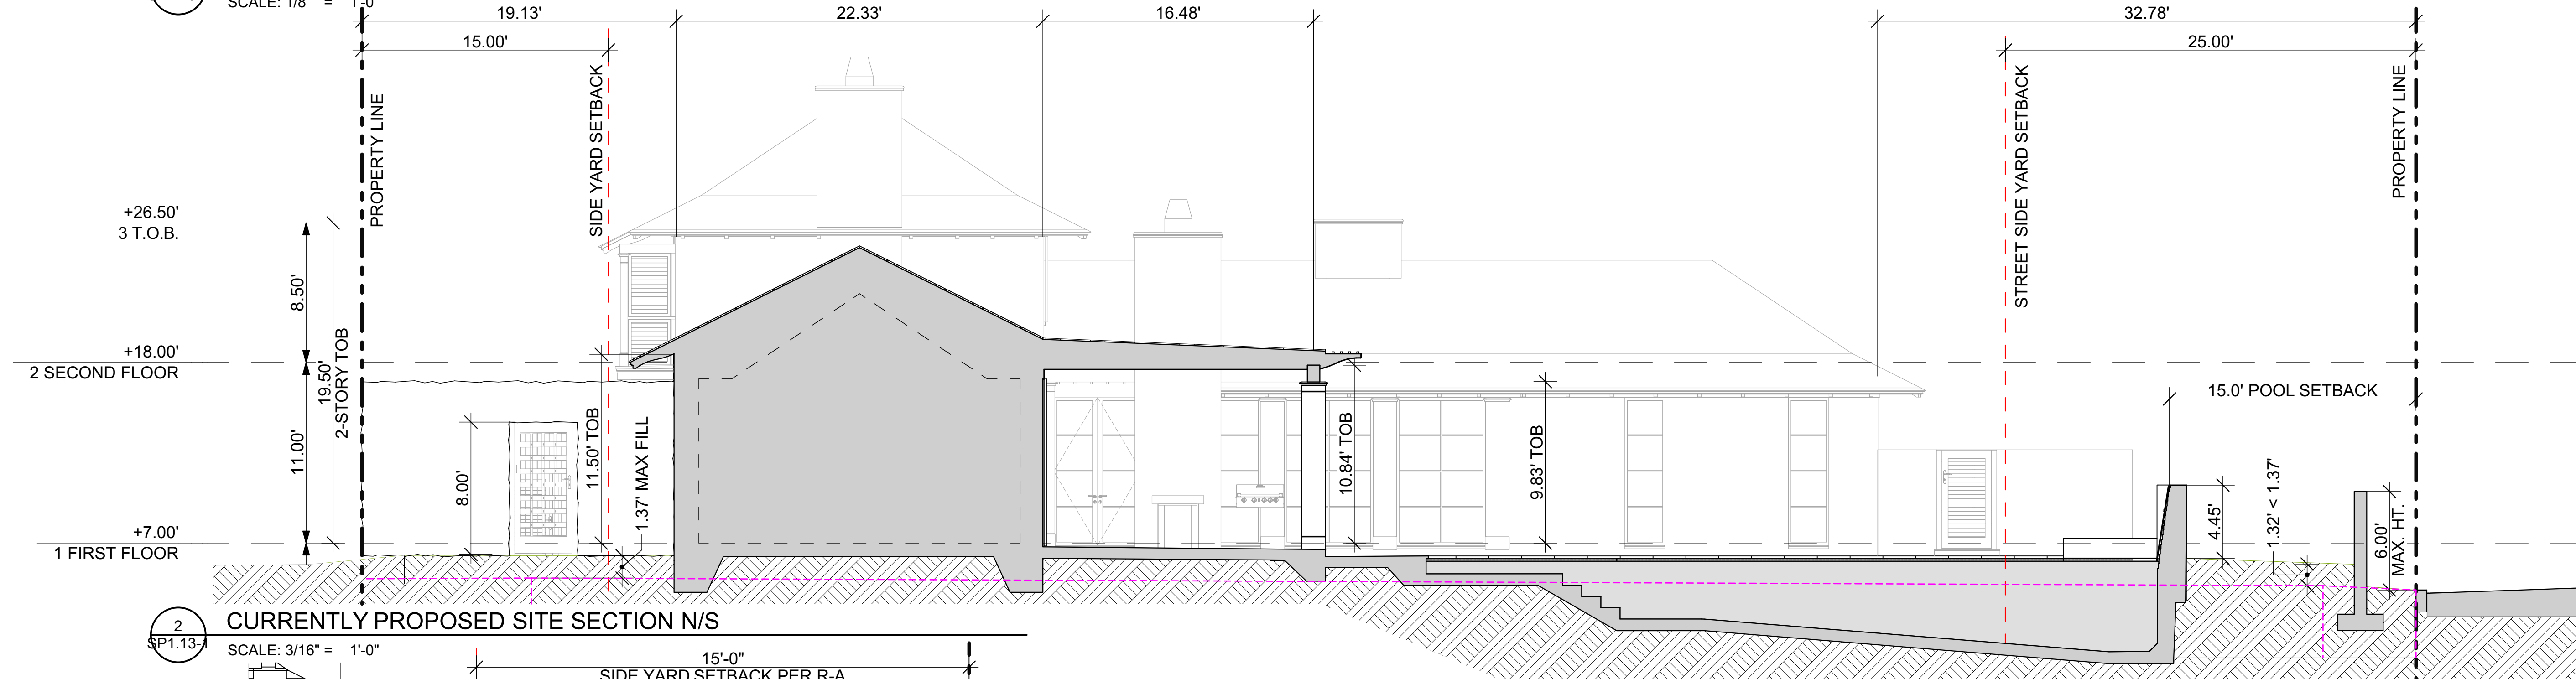 SCALE: 1/8" = 1'-0"
19.13'
22.33'
16.48'
32.78'
15.00'
25.00'
PROPERTY LINE
SIDE YARD SETBACK
STREET SIDE YARD SETBACK
PROPERTY LINE
+26.50'
3 T.O.B.
8.50'
19.50'
2-STORY TOB
+18.00'
2 SECOND FLOOR
11.00'
8.00'
11.50' TOB
1.37' MAX FILL
10.84' TOB
9.83' TOB
15.0' POOL SETBACK
4.45'
1.32' < 1.37'
6.00'
MAX. HT.
+7.00'
1 FIRST FLOOR
2
SP1.13-1
CURRENTLY PROPOSED SITE SECTION N/S
SCALE: 3/16" = 1'-0"
15'-0"
SIDE YARD SETBACK PER R-A